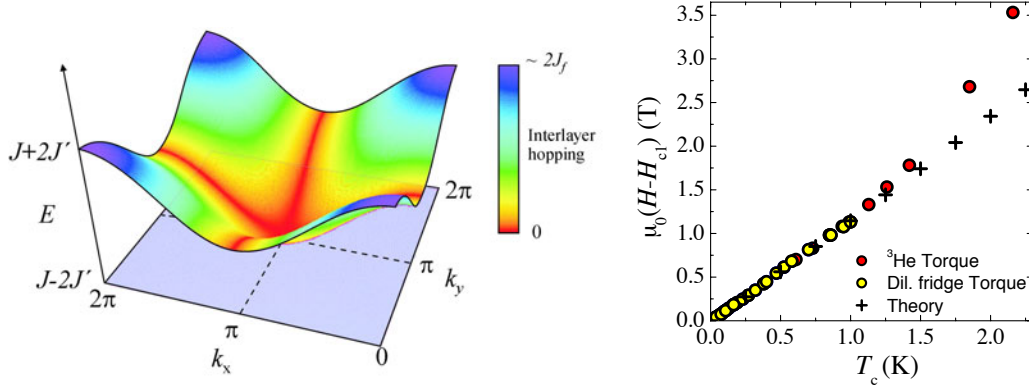 ~ 2J_f
Interlayer
hopping
0
J+2J´
E
J-2J´
2π
π
0
k_x
2π
π
k_y
μ₀(H-H_c1) (T)
3.5
3.0
2.5
2.0
1.5
1.0
0.5
0.0
³He Torque
Dil. fridge Torque
Theory
0.0 0.5 1.0 1.5 2.0
T_c (K)